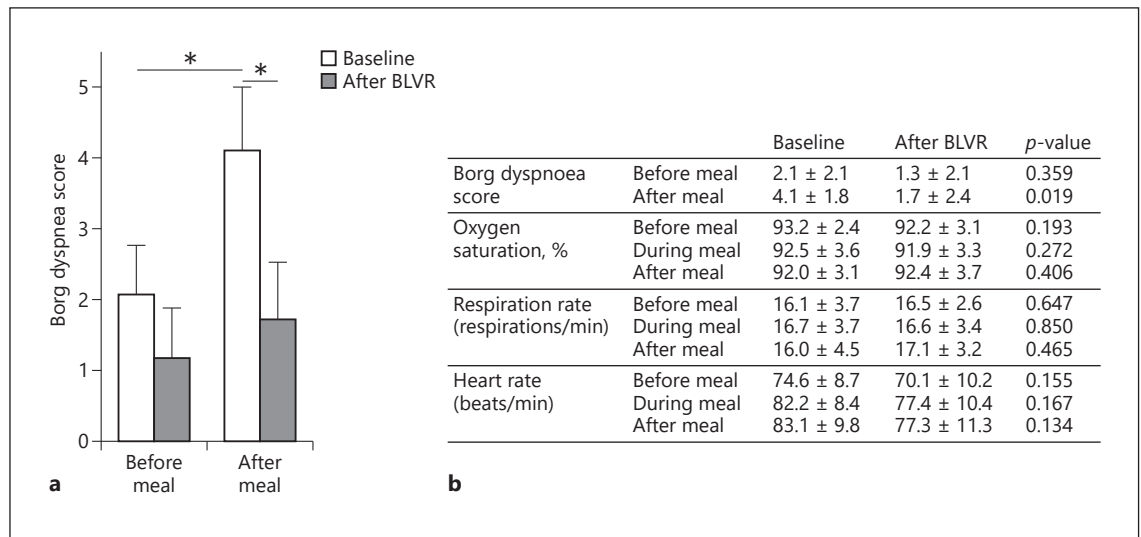 Borg dyspnea score
5
4
3
2
1
0
*
*
Baseline
After BLVR
Before meal
After meal
a
Baseline After BLVR p-value
Borg dyspnoea score Before meal 2.1 ± 2.1 1.3 ± 2.1 0.359
After meal 4.1 ± 1.8 1.7 ± 2.4 0.019
Oxygen saturation, % Before meal 93.2 ± 2.4 92.2 ± 3.1 0.193
During meal 92.5 ± 3.6 91.9 ± 3.3 0.272
After meal 92.0 ± 3.1 92.4 ± 3.7 0.406
Respiration rate (respirations/min) Before meal 16.1 ± 3.7 16.5 ± 2.6 0.647
During meal 16.7 ± 3.7 16.6 ± 3.4 0.850
After meal 16.0 ± 4.5 17.1 ± 3.2 0.465
Heart rate (beats/min) Before meal 74.6 ± 8.7 70.1 ± 10.2 0.155
During meal 82.2 ± 8.4 77.4 ± 10.4 0.167
After meal 83.1 ± 9.8 77.3 ± 11.3 0.134
b